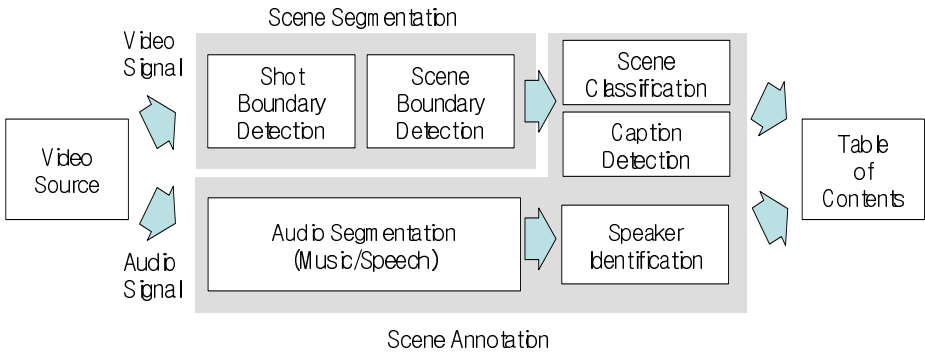 Scene Segmentation
Video
Signal
Shot
Boundary
Detection
Scene
Boundary
Detection
Scene
Classification
Caption
Detection
Video
Source
Table
of
Contents
Audio
Signal
Audio Segmentation
(Music/Speech)
Speaker
Identification
Scene Annotation